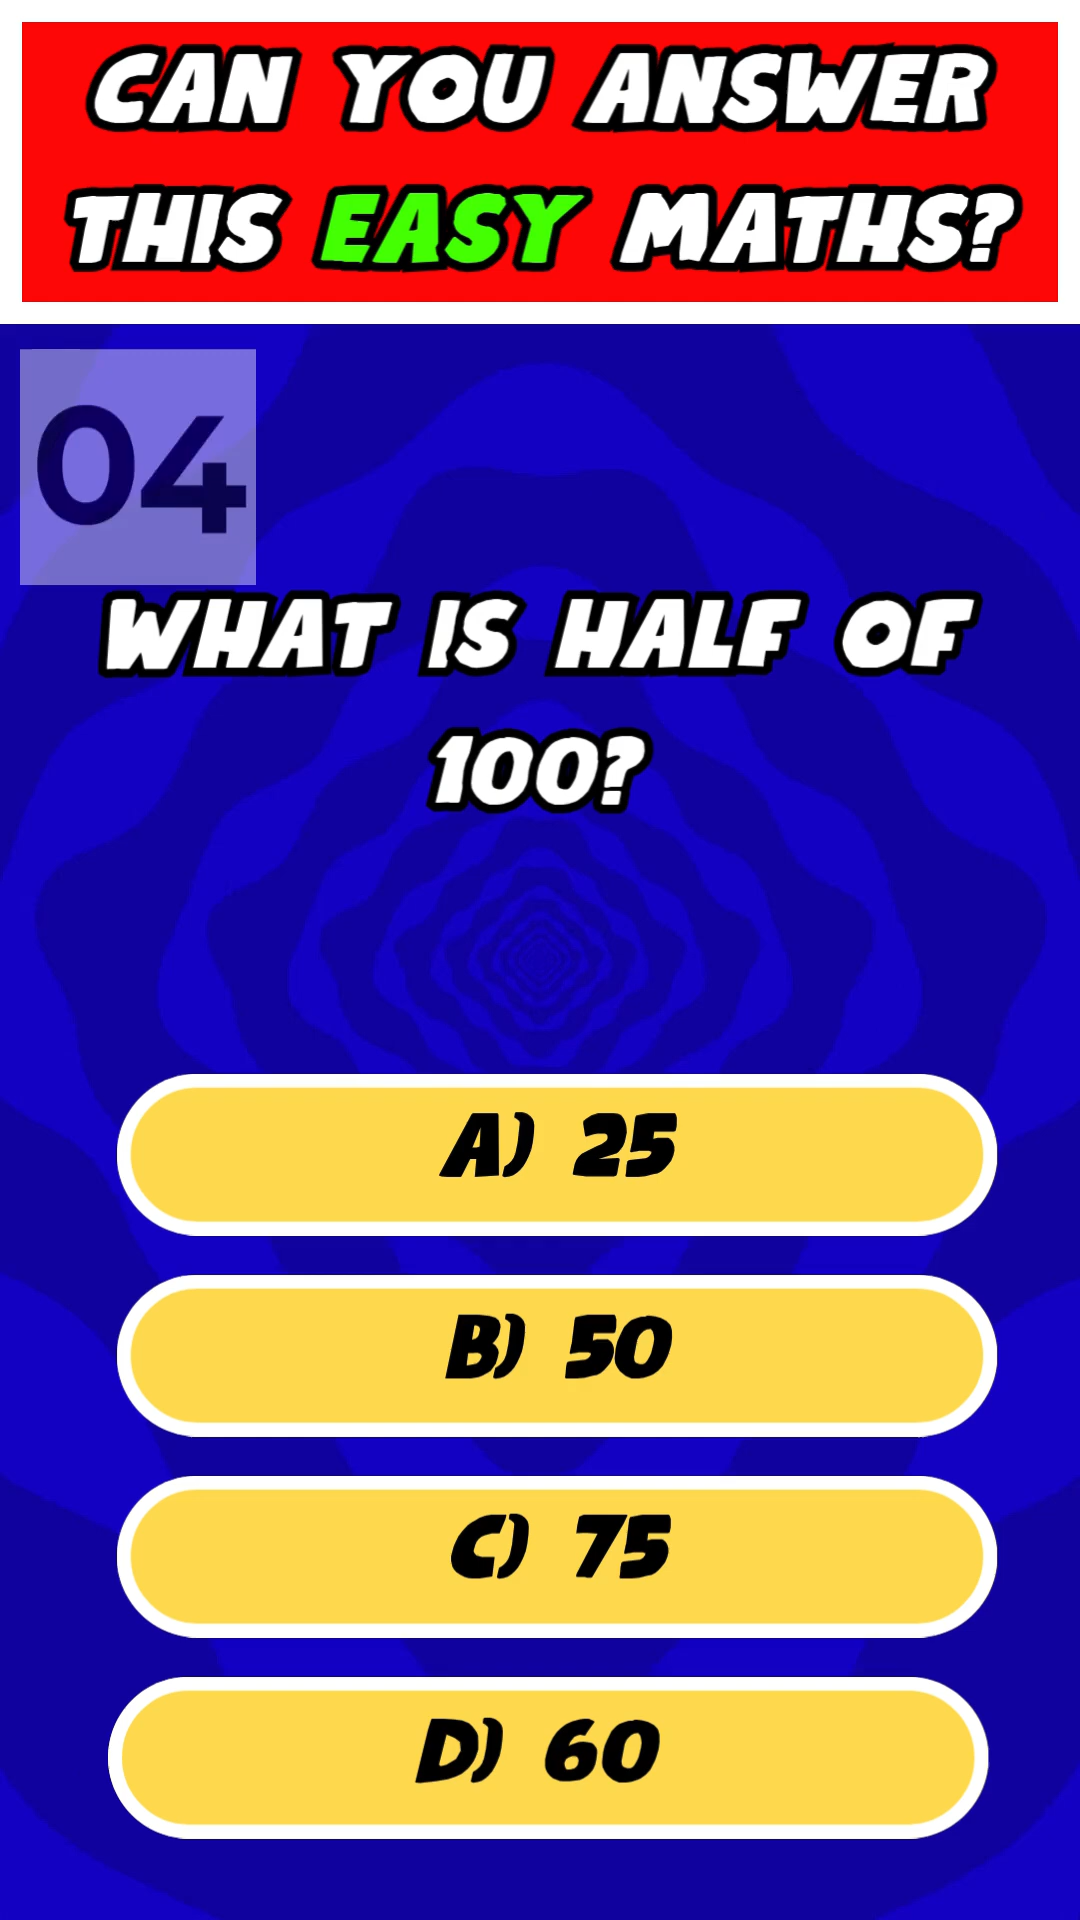 CAN YOU ANSWER
THIS EASY MATHS?
04
WHAT IS HALF OF
100?
A) 25
B) 50
C) 75
D) 60